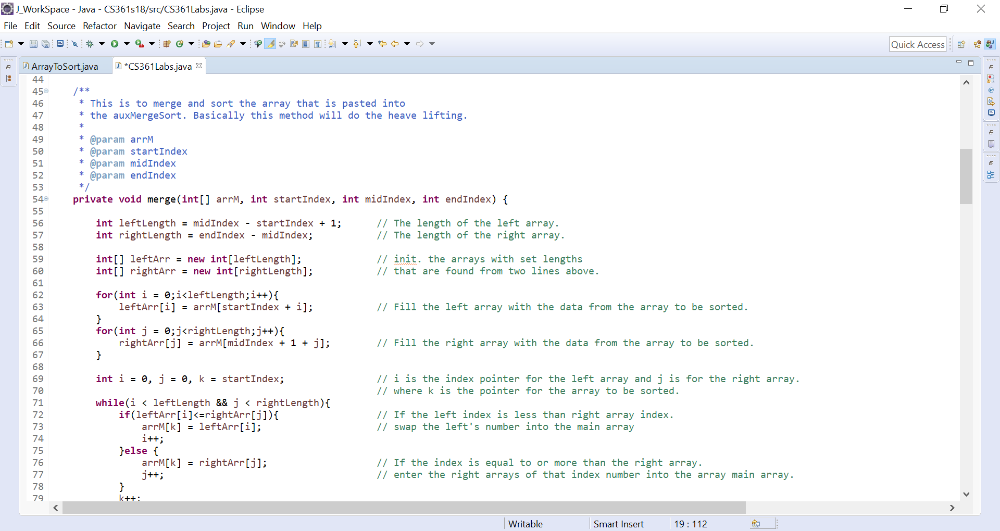 J_WorkSpace - Java - CS361s18/src/CS361Labs.java - Eclipse
File Edit Source Refactor Navigate Search Project Run Window Help
Quick Access
ArrayToSort.java *CS361Labs.java
44
45 /**
46 * This is to merge and sort the array that is pasted into
47 * the auxMergeSort. Basically this method will do the heave lifting.
48 *
49 * @param arrM
50 * @param startIndex
51 * @param midIndex
52 * @param endIndex
53 */
54 private void merge(int[] arrM, int startIndex, int midIndex, int endIndex) {
55
56 int leftLength = midIndex - startIndex + 1; // The length of the left array.
57 int rightLength = endIndex - midIndex; // The length of the right array.
58
59 int[] leftArr = new int[leftLength]; // init. the arrays with set lengths
60 int[] rightArr = new int[rightLength]; // that are found from two lines above.
61
62 for(int i = 0;i<leftLength;i++){
63 leftArr[i] = arrM[startIndex + i]; // Fill the left array with the data from the array to be sorted.
64 }
65 for(int j = 0;j<rightLength;j++){
66 rightArr[j] = arrM[midIndex + 1 + j]; // Fill the right array with the data from the array to be sorted.
67 }
68
69 int i = 0, j = 0, k = startIndex; // i is the index pointer for the left array and j is for the right array.
70 // where k is the pointer for the array to be sorted.
71 while(i < leftLength && j < rightLength){
72 if(leftArr[i]<=rightArr[j]){ // If the left index is less than right array index.
73 arrM[k] = leftArr[i]; // swap the left's number into the main array
74 i++;
75 }else {
76 arrM[k] = rightArr[j]; // If the index is equal to or more than the right array.
77 j++; // enter the right arrays of that index number into the array main array.
78 }
79 k++;
Writable Smart Insert 19 : 112